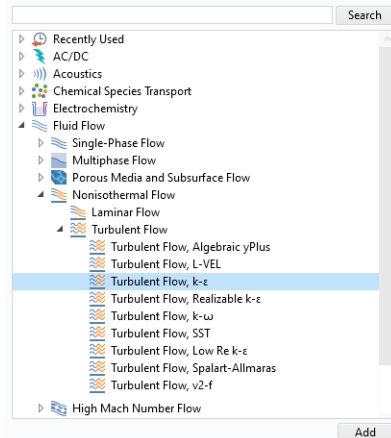 Search
Recently Used
AC/DC
Acoustics
Chemical Species Transport
Electrochemistry
Fluid Flow
Single-Phase Flow
Multiphase Flow
Porous Media and Subsurface Flow
Nonisothermal Flow
Laminar Flow
Turbulent Flow
Turbulent Flow, Algebraic yPlus
Turbulent Flow, L-VEL
Turbulent Flow, k-ε
Turbulent Flow, Realizable k-ε
Turbulent Flow, k-ω
Turbulent Flow, SST
Turbulent Flow, Low Re k-ε
Turbulent Flow, Spalart-Allmaras
Turbulent Flow, v2-f
High Mach Number Flow
Add